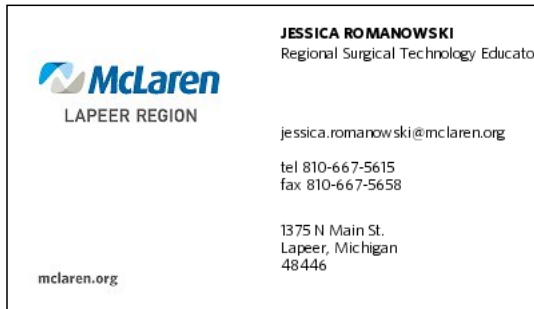 McLaren
LAPEER REGION
mclaren.org
JESSICA ROMANOWSKI
Regional Surgical Technology Educato
jessica.romanowski@mclaren.org
tel 810-667-5615
fax 810-667-5658
1375 N Main St.
Lapeer, Michigan
48446